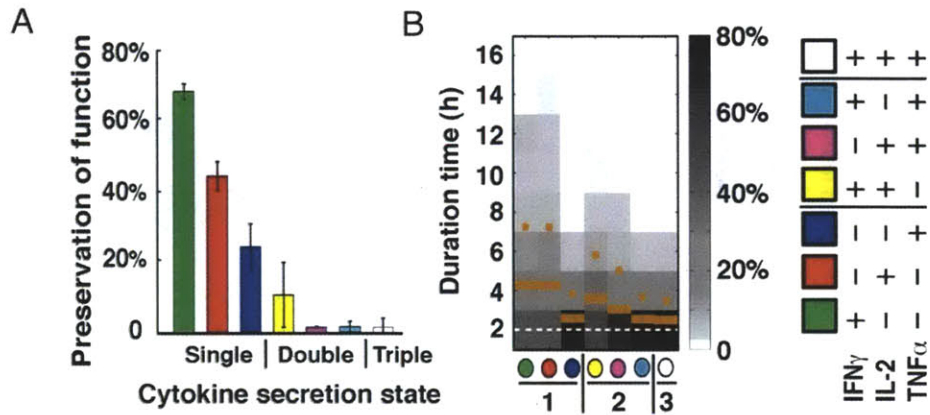 A
Preservation of function
80%
60%
40%
20%
0
Single | Double | Triple
Cytokine secretion state
B
Duration time (h)
16
14
12
10
8
6
4
2
1 2 3
80%
60%
40%
20%
0
+ + +
+ – +
– + +
+ + –
– – +
– + –
+ – –
IFNγ
IL-2
TNFα